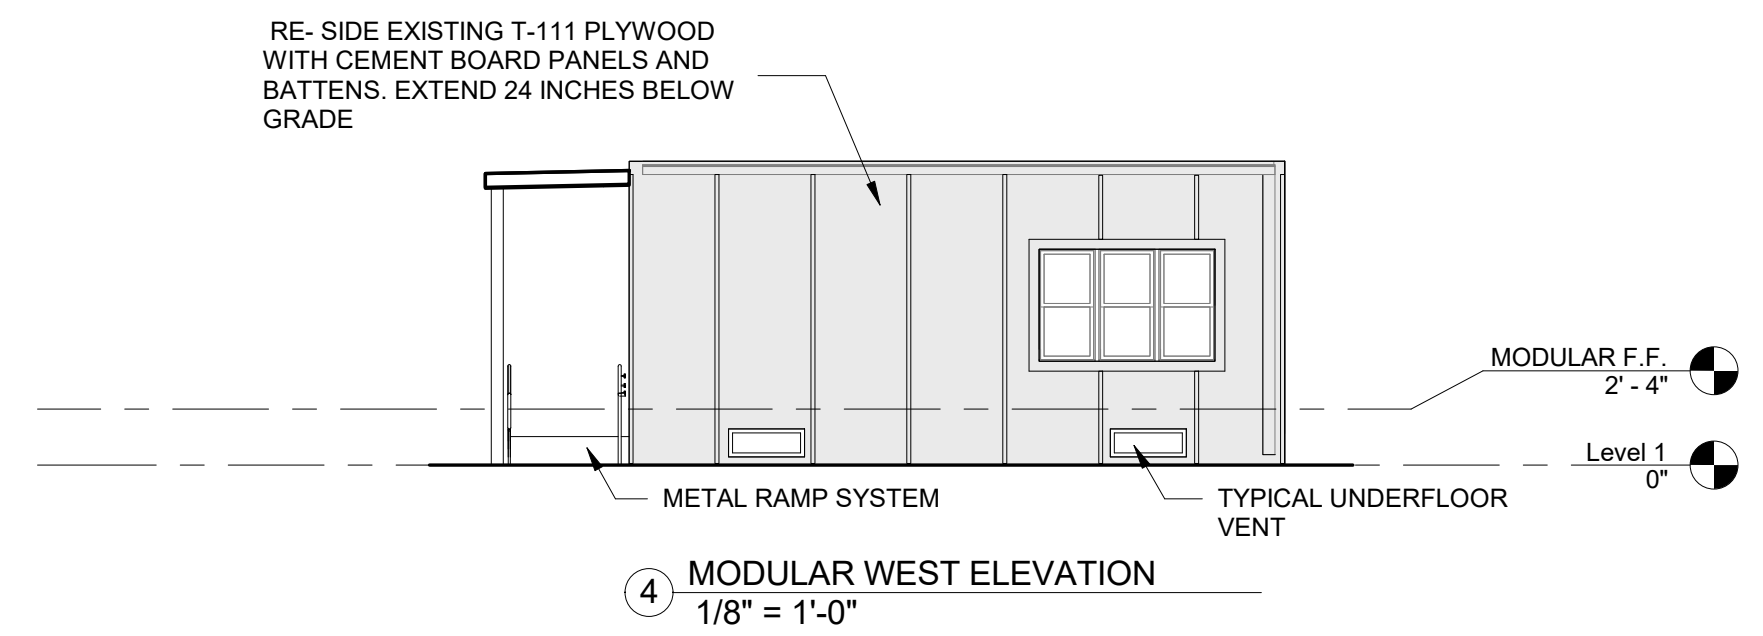 RE- SIDE EXISTING T-111 PLYWOOD
WITH CEMENT BOARD PANELS AND
BATTENS. EXTEND 24 INCHES BELOW
GRADE
MODULAR F.F.
2' - 4"
Level 1
0"
METAL RAMP SYSTEM
TYPICAL UNDERFLOOR
VENT
4 MODULAR WEST ELEVATION
1/8" = 1'-0"